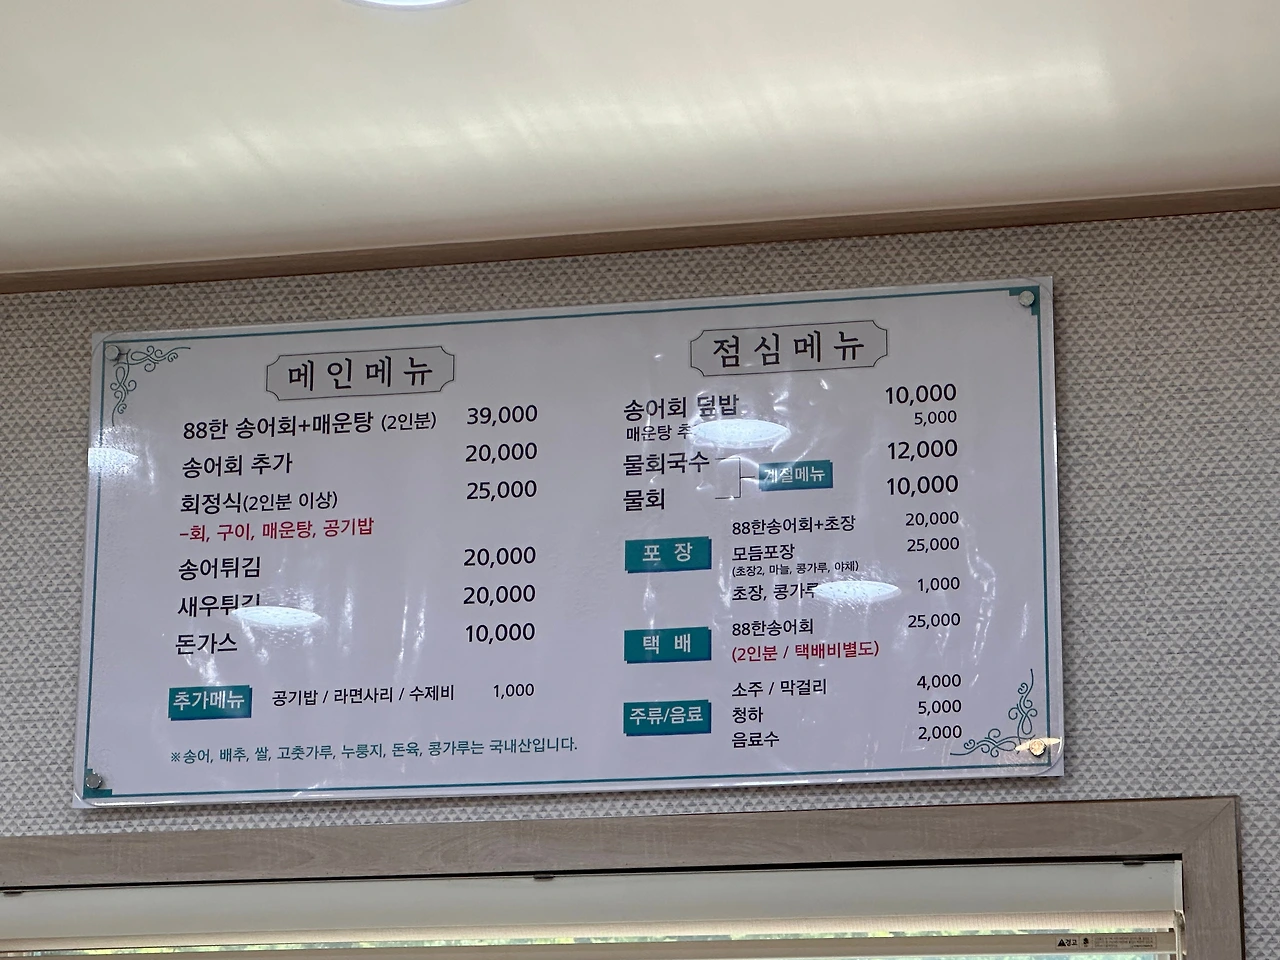 메인메뉴
88한 송어회+매운탕 (2인분) 39,000
송어회 추가 20,000
회정식(2인분 이상) 25,000
-회, 구이, 매운탕, 공기밥
송어튀김 20,000
새우튀김 20,000
돈가스 10,000
추가메뉴 공기밥 / 라면사리 / 수제비 1,000
※송어, 배추, 쌀, 고춧가루, 누룽지, 돈육, 콩가루는 국내산입니다.
점심메뉴
송어회 덮밥 10,000
매운탕 5,000
물회국수 12,000
계절메뉴
물회 10,000
포장
88한송어회+초장 20,000
모듬포장 25,000
(초장2, 마늘, 콩가루, 야채)
초장, 콩가루 1,000
택배
88한송어회 25,000
(2인분 / 택배비별도)
주류/음료
소주 / 막걸리 4,000
청하 5,000
음료수 2,000
경고